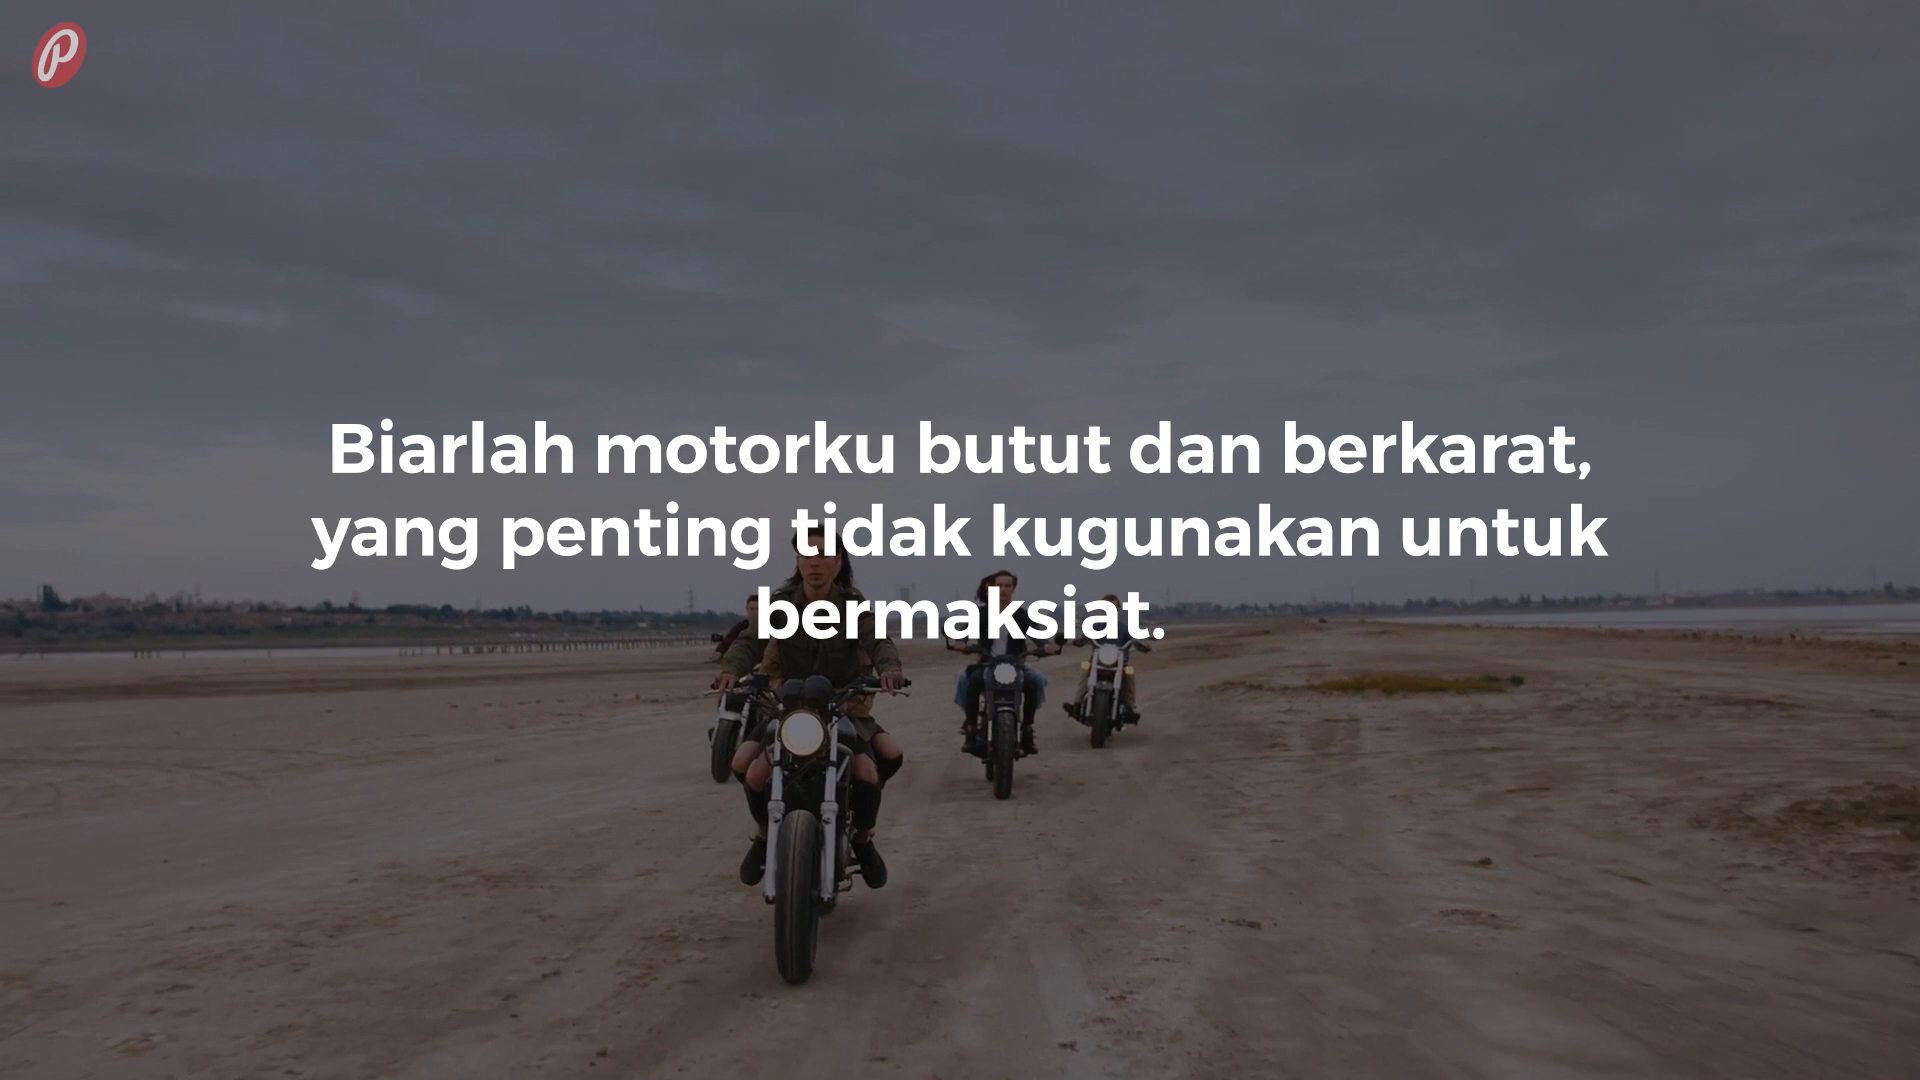 P
Biarlah motorku butut dan berkarat,
yang penting tidak kugunakan untuk
bermaksiat.